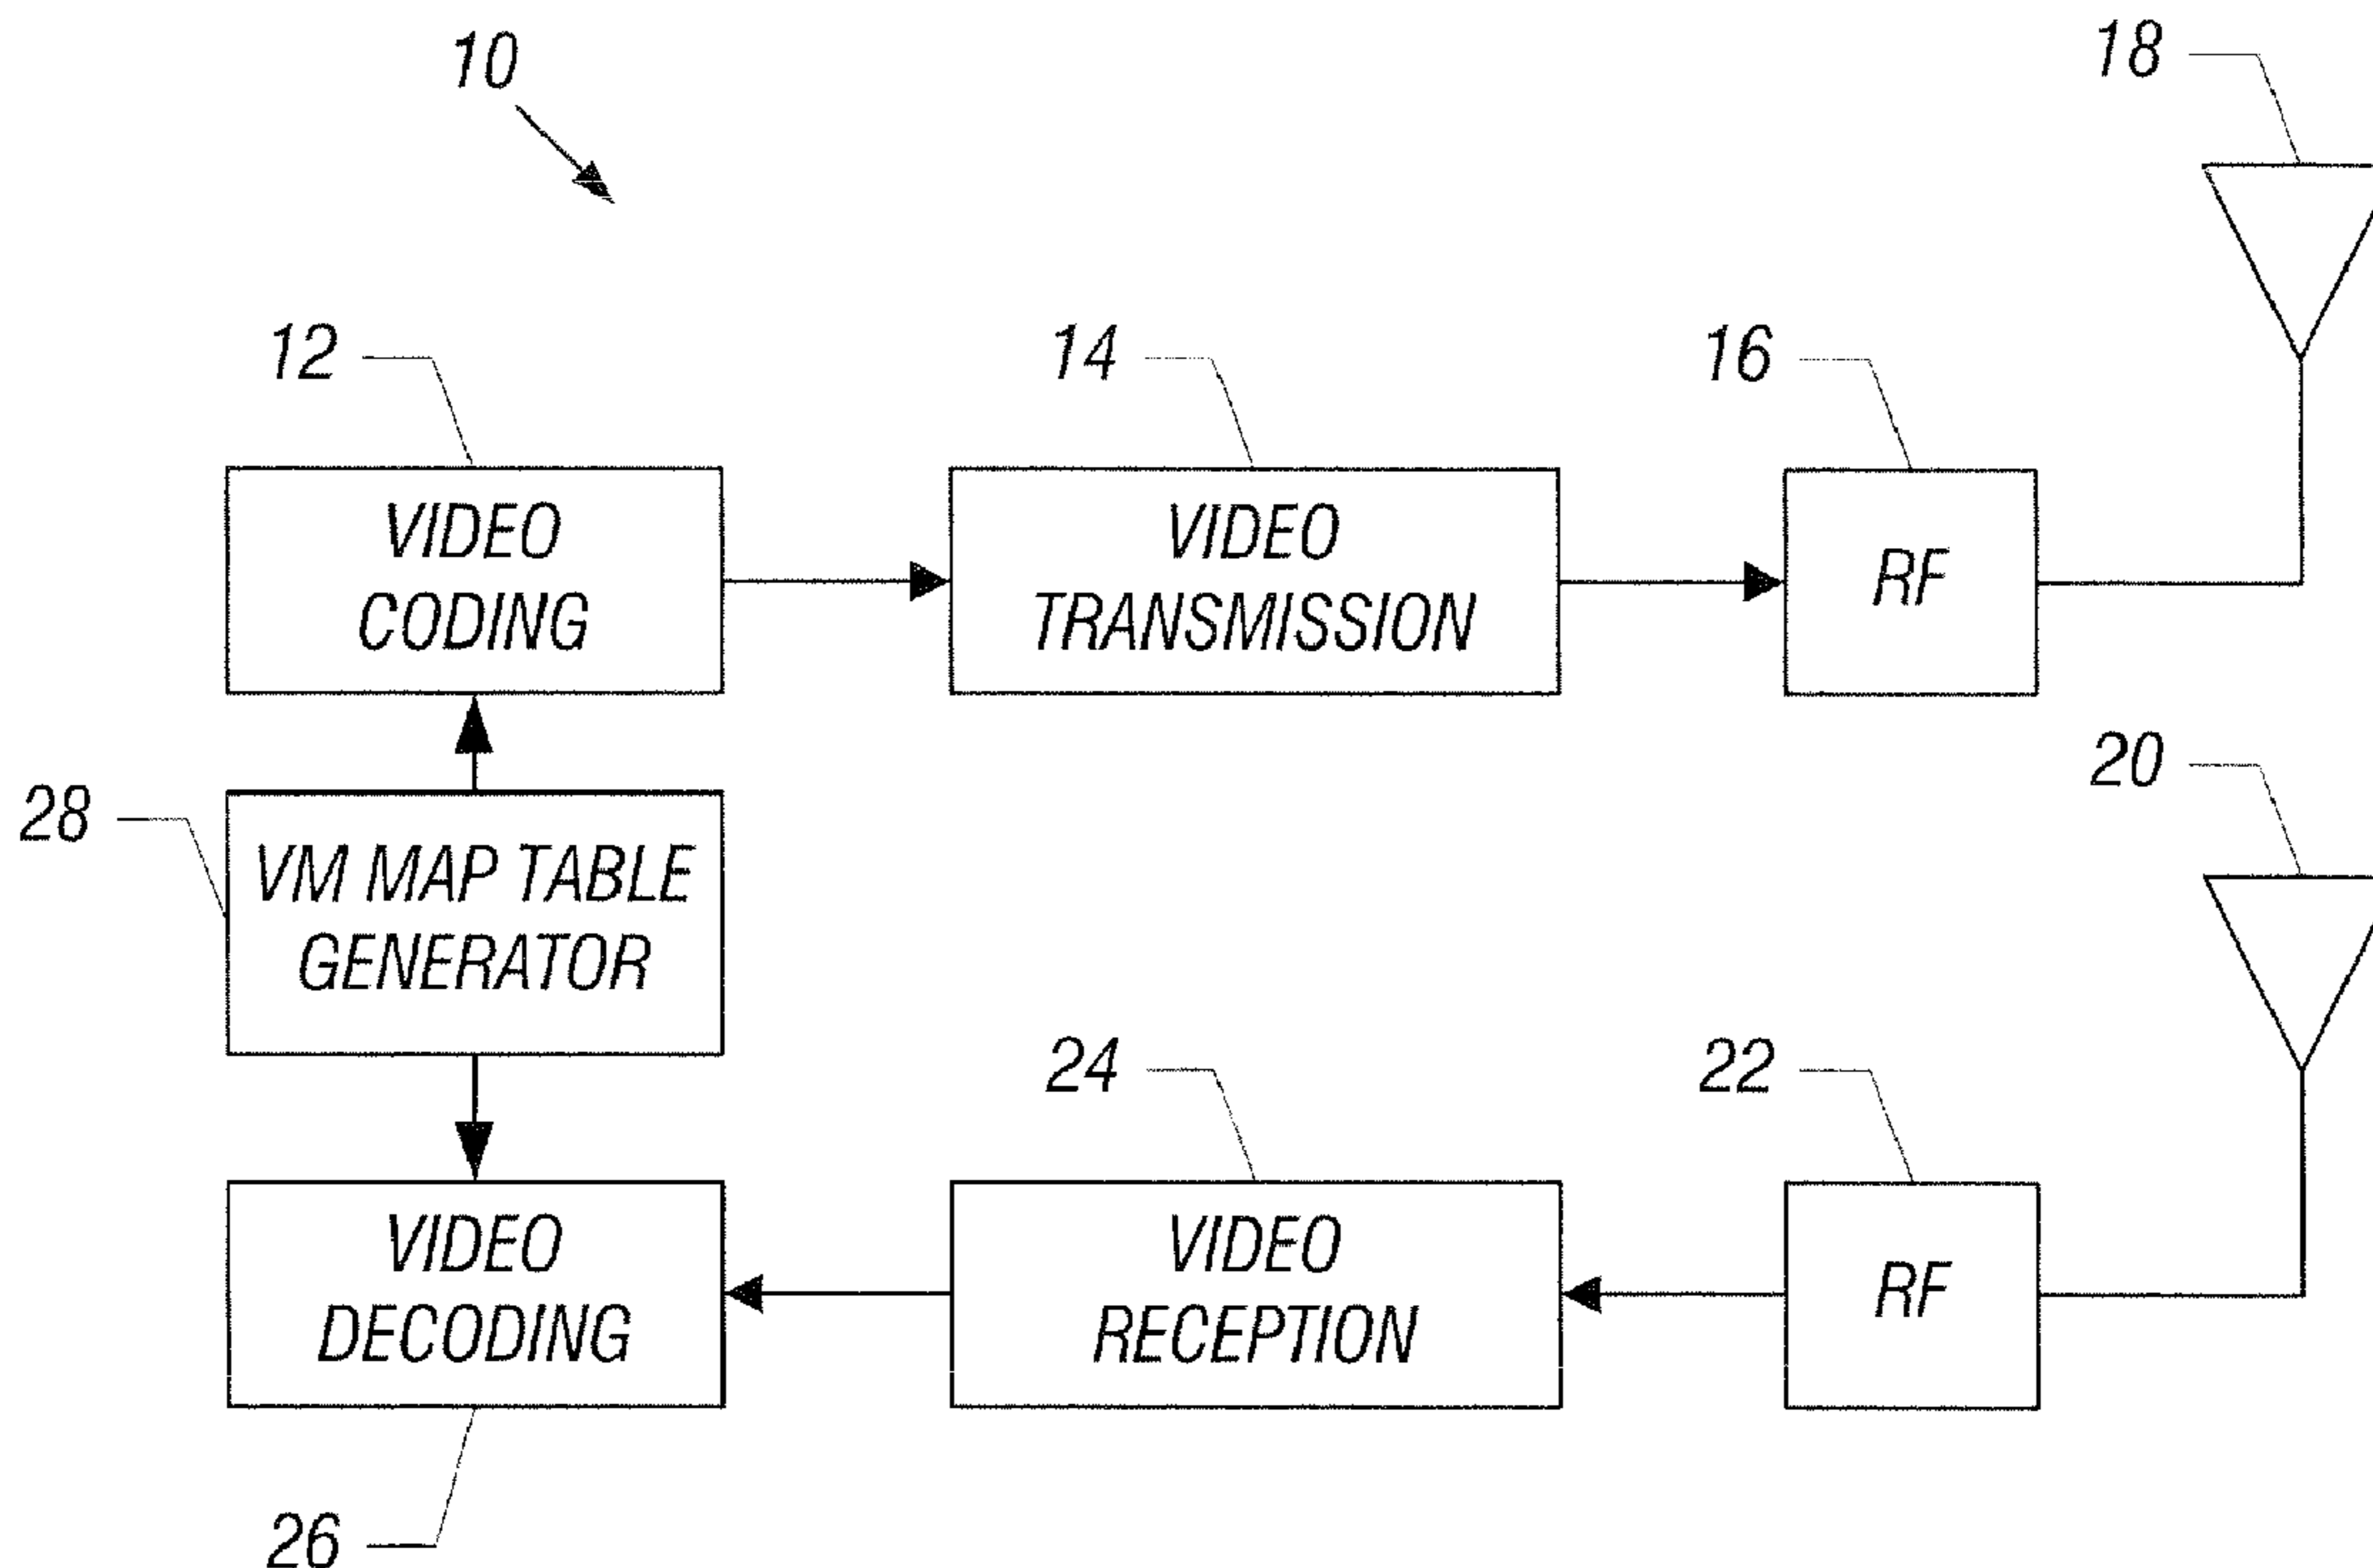 10
18
12
14
16
VIDEO
CODING
VIDEO
TRANSMISSION
RF
28
VM MAP TABLE
GENERATOR
20
24
22
VIDEO
DECODING
VIDEO
RECEPTION
RF
26